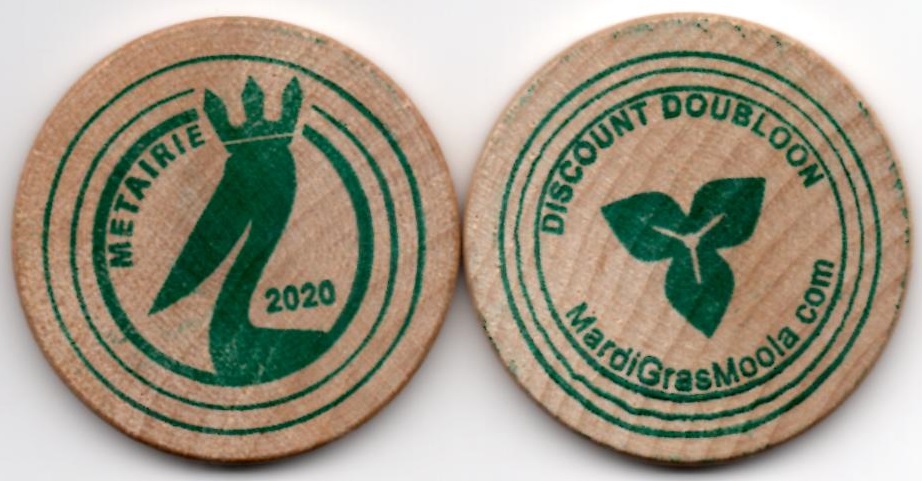 METAIRIE
2020
DISCOUNT DOUBLOON
MardiGrasMoola.com